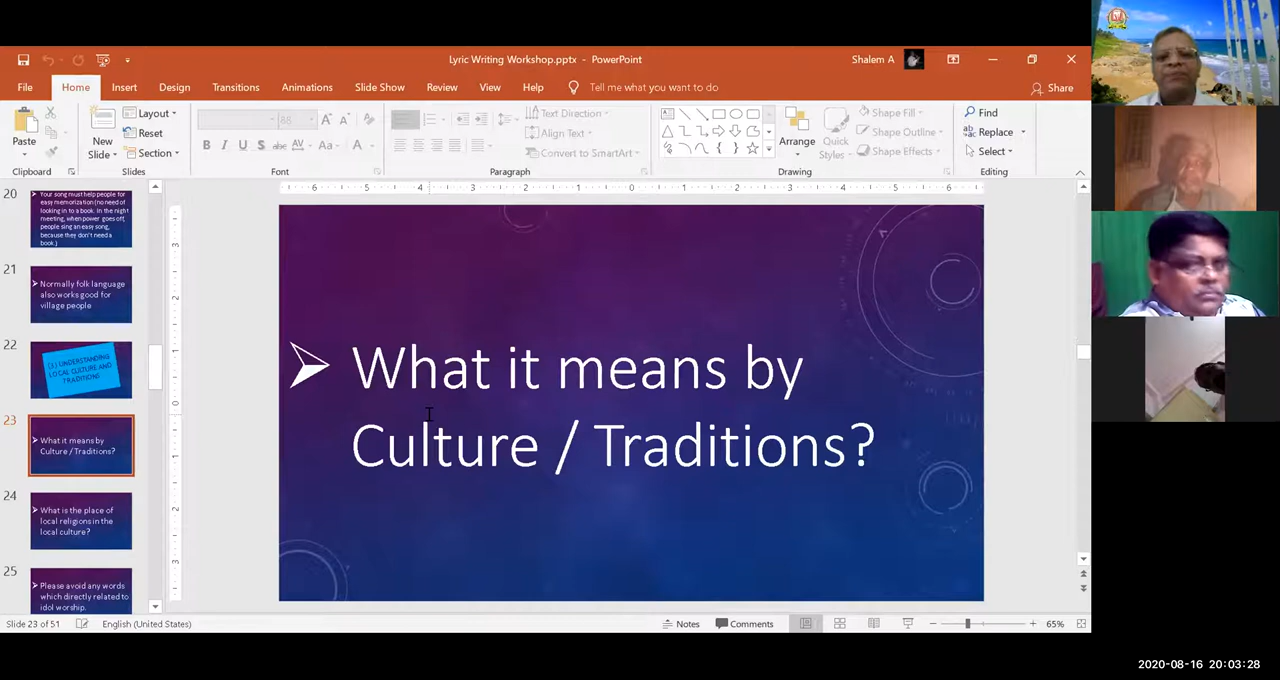 Lyric Writing Workshop.pptx - PowerPoint
Shalem A
File
Home
Insert
Design
Transitions
Animations
Slide Show
Review
View
Help
Tell me what you want to do
Share
Paste
New
Slide
Layout
Reset
Section
88
Text Direction
Align Text
Convert to SmartArt
Arrange
Quick
Styles
Shape Fill
Shape Outline
Shape Effects
Find
Replace
Select
Clipboard
Slides
Font
Paragraph
Drawing
Editing
20
Your song must help people for
easy memorization (no need of
looking in to a book. In the night
meeting, when power goes off,
people sing an easy song,
because they don't need a
book.)
21
Normally folk language
also works good for
village people
22
(3) UNDERSTANDING
LOCAL CULTURE AND
TRADITIONS
23
What it means by
Culture / Traditions?
24
What is the place of
local religions in the
local culture?
25
Please avoid any words
which directly related to
idol worship.
What it means by
Culture / Traditions?
Slide 23 of 51
English (United States)
Notes
Comments
65%
2020-08-16 20:03:28